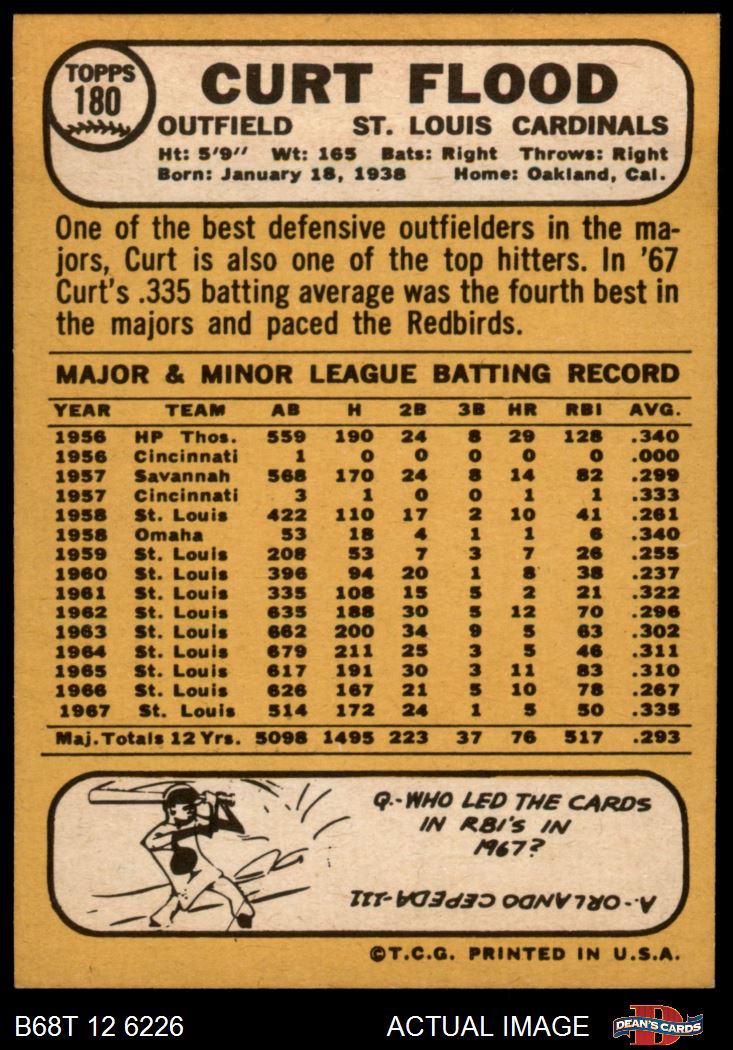 TOPPS
180
CURT FLOOD
OUTFIELD ST. LOUIS CARDINALS
Ht: 5'9" Wt: 165 Bats: Right Throws: Right
Born: January 18, 1938 Home: Oakland, Cal.
One of the best defensive outfielders in the ma-
jors, Curt is also one of the top hitters. In '67
Curt's .335 batting average was the fourth best in
the majors and paced the Redbirds.
MAJOR & MINOR LEAGUE BATTING RECORD
YEAR TEAM AB H 2B 3B HR RBI AVG.
1956 HP Thos. 559 190 24 8 29 128 .340
1956 Cincinnati 1 0 0 0 0 0 .000
1957 Savannah 568 170 24 8 14 82 .299
1957 Cincinnati 3 1 0 0 1 1 .333
1958 St. Louis 422 110 17 2 10 41 .261
1958 Omaha 53 18 4 1 1 6 .340
1959 St. Louis 208 53 7 3 7 26 .255
1960 St. Louis 396 94 20 1 8 38 .237
1961 St. Louis 335 108 15 5 2 21 .322
1962 St. Louis 635 188 30 5 12 70 .296
1963 St. Louis 662 200 34 9 5 63 .302
1964 St. Louis 679 211 25 3 5 46 .311
1965 St. Louis 617 191 30 3 11 83 .310
1966 St. Louis 626 167 21 5 10 78 .267
1967 St. Louis 514 172 24 1 5 50 .335
Maj. Totals 12 Yrs. 5098 1495 223 37 76 517 .293
Q.-WHO LED THE CARDS
IN RBI'S IN
1967?
A.-ORLANDO CEPEDA-111
©T.C.G. PRINTED IN U.S.A.
B68T 12 6226 ACTUAL IMAGE DEAN'S CARDS